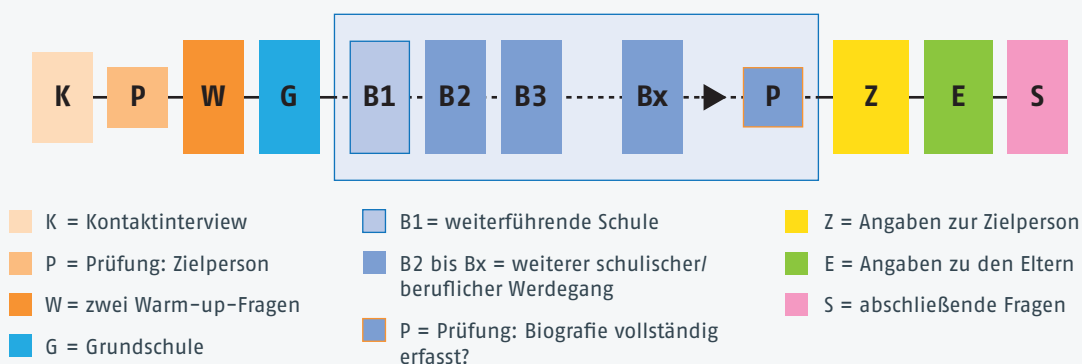 K P W G B1 B2 B3 Bx P Z E S
K = Kontaktinterview
P = Prüfung: Zielperson
W = zwei Warm-up-Fragen
G = Grundschule
B1 = weiterführende Schule
B2 bis Bx = weiterer schulischer/
beruflicher Werdegang
P = Prüfung: Biografie vollständig
erfasst?
Z = Angaben zur Zielperson
E = Angaben zu den Eltern
S = abschließende Fragen